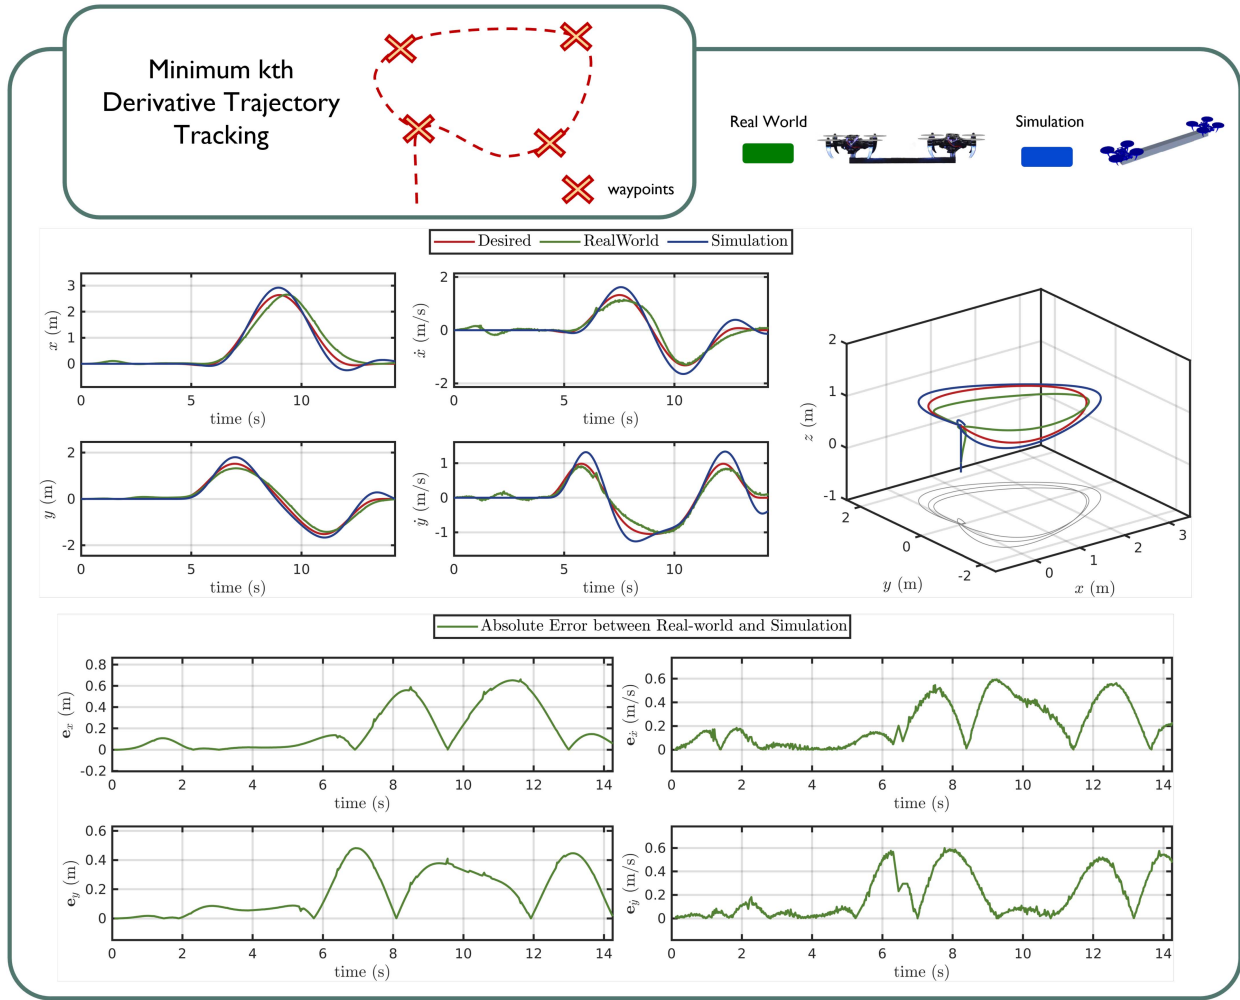 Minimum kth
Derivative Trajectory
Tracking
waypoints
Real World
Simulation
Desired RealWorld Simulation
3
2
1
0
x (m)
0 5 10
time (s)
2
0
-2
ẋ (m/s)
0 5 10
time (s)
2
0
-2
y (m)
0 5 10
time (s)
1
0
-1
ẏ (m/s)
0 5 10
time (s)
2
1
0
-1
z (m)
2
0
-2
y (m)
0
1
2
3
x (m)
Absolute Error between Real-world and Simulation
0.8
0.6
0.4
0.2
0
-0.2
e_x (m)
0 2 4 6 8 10 12 14
time (s)
0.6
0.4
0.2
0
e_ẋ (m/s)
0 2 4 6 8 10 12 14
time (s)
0.6
0.4
0.2
0
e_y (m)
0 2 4 6 8 10 12 14
time (s)
0.6
0.4
0.2
0
e_ẏ (m/s)
0 2 4 6 8 10 12 14
time (s)